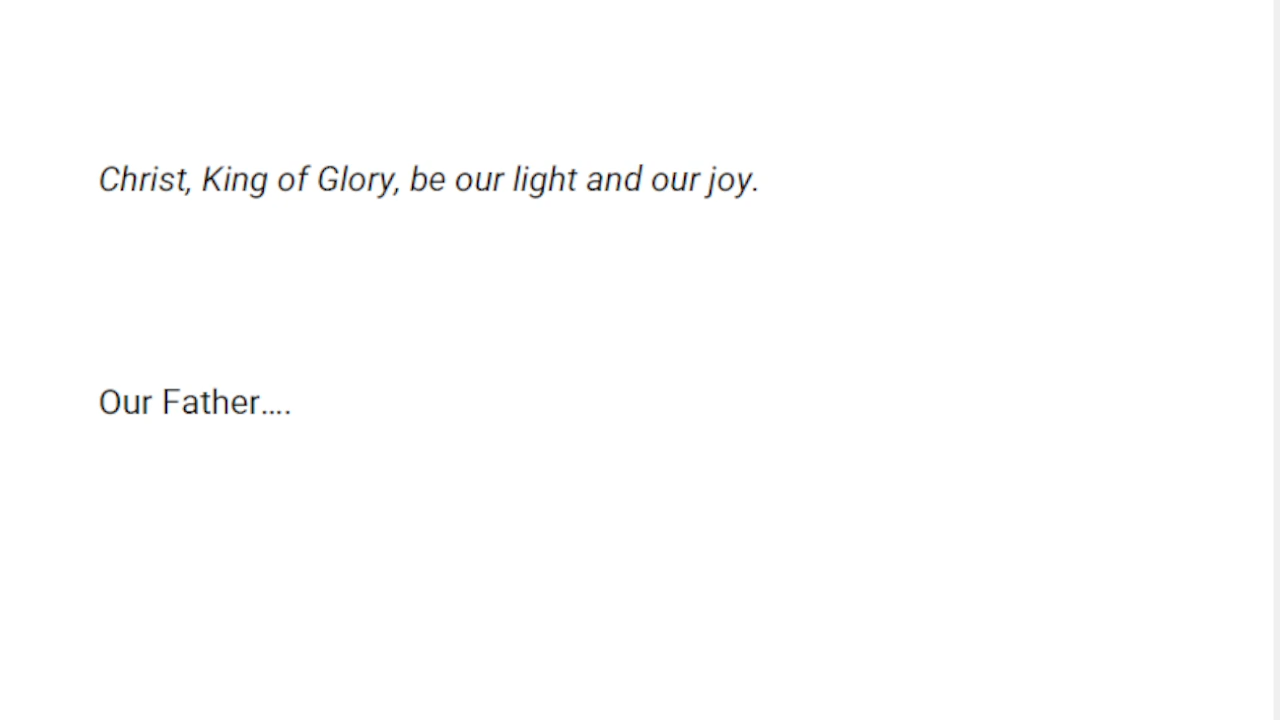 Christ, King of Glory, be our light and our joy.
Our Father....